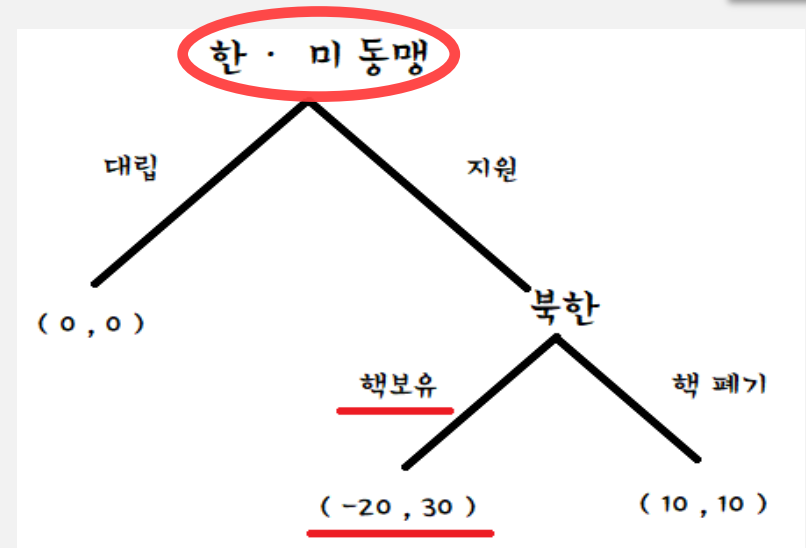 한 · 미 동맹
대립
지원
북한
( 0 , 0 )
핵보유
핵 폐기
( -20 , 30 )
( 10 , 10 )